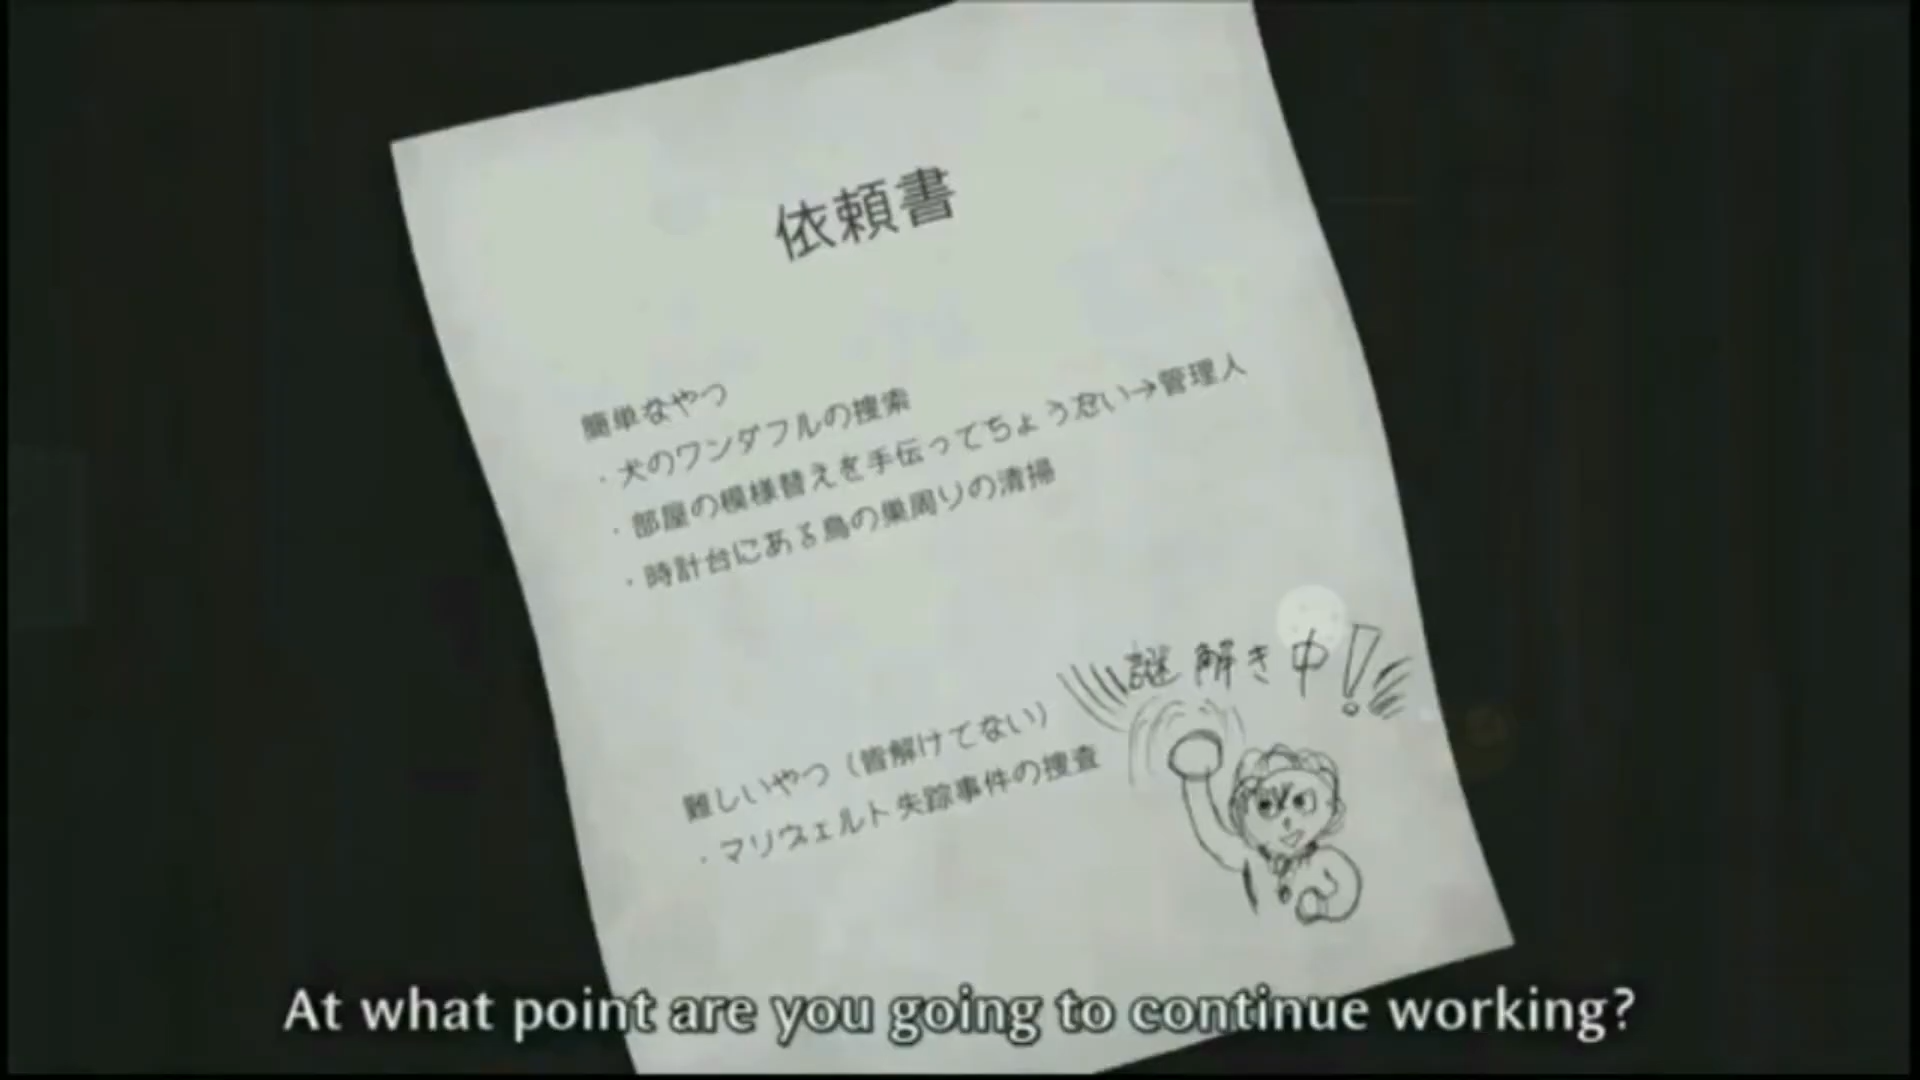 依頼書
簡単なやつ
・犬のワンダフルの捜索
・部屋の模様替えを手伝ってちょうだい→管理人
・時計台にある鳥の巣周りの清掃
謎解き中!
難しいやつ（皆解けてない）
・マリヴェルト失踪事件の捜査
At what point are you going to continue working?